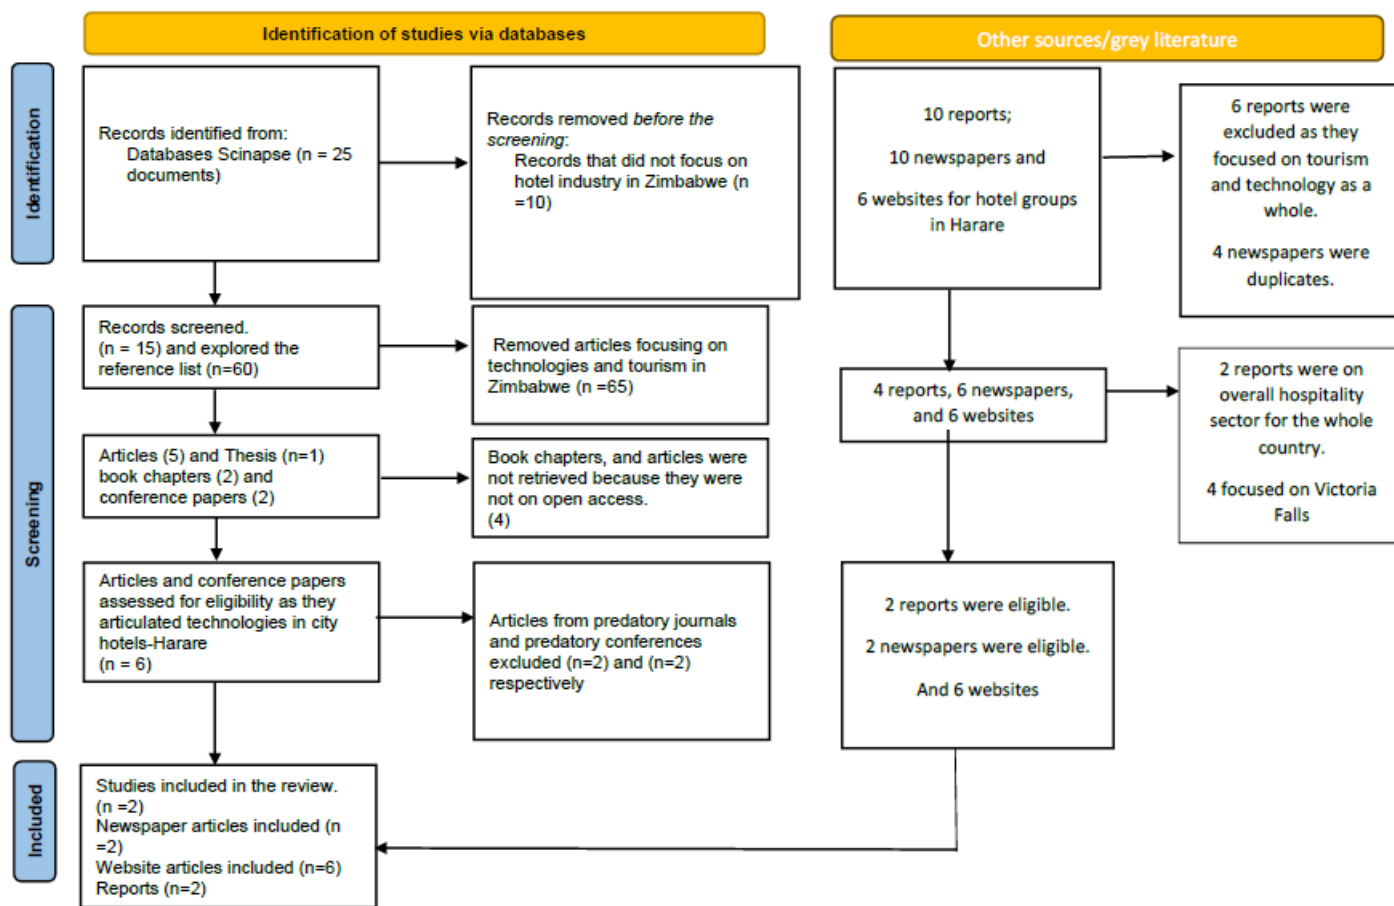 Identification of studies via databases
Other sources/grey literature
Identification
Records identified from:
Databases Scinapse (n = 25
documents)
Records removed before the
screening:
Records that did not focus on
hotel industry in Zimbabwe (n
=10)
10 reports;
10 newspapers and
6 websites for hotel groups
in Harare
6 reports were
excluded as they
focused on tourism
and technology as a
whole.
4 newspapers were
duplicates.
Screening
Records screened.
(n = 15) and explored the
reference list (n=60)
Removed articles focusing on
technologies and tourism in
Zimbabwe (n =65)
4 reports, 6 newspapers,
and 6 websites
2 reports were on
overall hospitality
sector for the whole
country.
4 focused on Victoria
Falls
Articles (5) and Thesis (n=1)
book chapters (2) and
conference papers (2)
Book chapters, and articles were
not retrieved because they were
not on open access.
(4)
Articles and conference papers
assessed for eligibility as they
articulated technologies in city
hotels-Harare
(n = 6)
Articles from predatory journals
and predatory conferences
excluded (n=2) and (n=2)
respectively
2 reports were eligible.
2 newspapers were eligible.
And 6 websites
Included
Studies included in the review.
(n =2)
Newspaper articles included (n
=2)
Website articles included (n=6)
Reports (n=2)